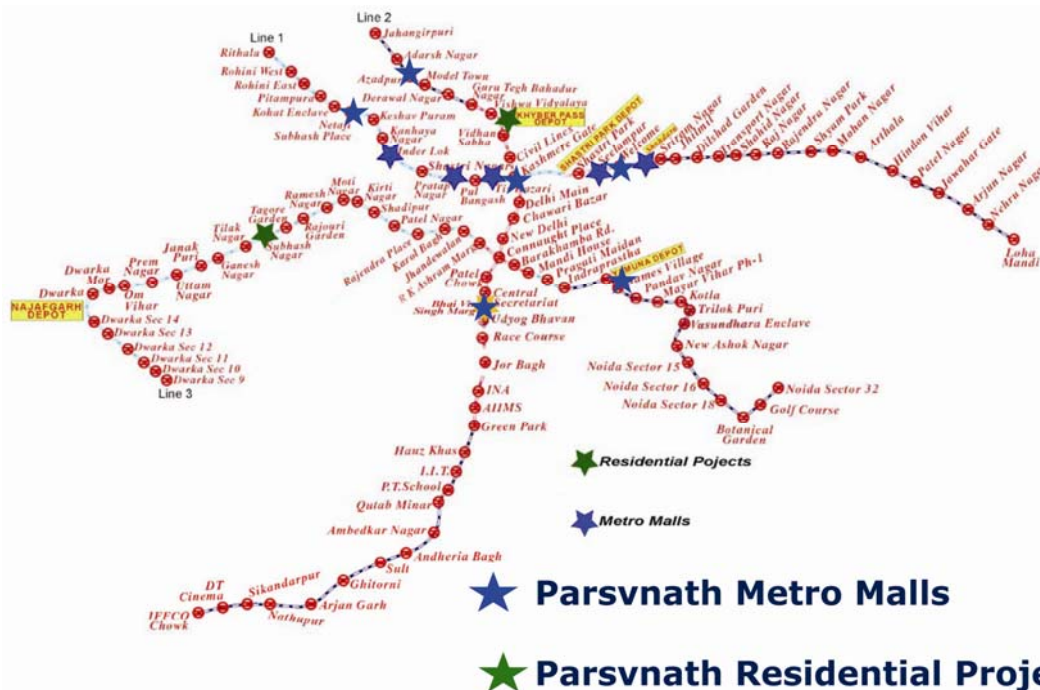 Line 1
Rithala
Rohini West
Rohini East
Pitampura
Kohat Enclave
Netaji
Subhash Place
Keshav Puram
Kanhaya
Nagar
Inder Lok
Shastri Nagar
Pratap
Nagar
Pul
Bangash
Tis Hazari
Line 2
Jahangirpuri
Adarsh Nagar
Azadpur
Model Town
Derawal Nagar
Guru Tegh Bahadur
Nagar
Vishwa Vidyalaya
KHYBER PASS
DEPOT
Vidhan
Sabha
Civil Lines
Kashmere Gate
SHASTRI PARK DEPOT
Shastri Park
Seelampur
Welcome
Shahdara
Jhilmil
Dilshad Garden
Shahid Nagar
Raj Nagar
Rajendra Nagar
Shyam Park
Mohan Nagar
Arthala
Hindon Vihar
Patel Nagar
Jawahar Gate
Arjun Nagar
Nehru Nagar
Loha
Mandi
Delhi Main
Chawari Bazar
New Delhi
Connaught Place
Barakhamba Rd.
Mandi House
Pragati Maidan
Indraprastha
YAMUNA DEPOT
James Village
Pandav Nagar
Mayar Vihar Ph-1
Kotla
Trilok Puri
Vasundhara Enclave
New Ashok Nagar
Noida Sector 15
Noida Sector 16
Noida Sector 18
Botanical
Garden
Golf Course
Noida Sector 32
Moti
Nagar
Kirti
Nagar
Ramesh
Nagar
Shadipar
Tagore
Garden
Rajouri
Garden
Patel Nagar
Tilak
Nagar
Subhash
Nagar
Rajendra Place
Karol Bagh
Jhandewalan
R K Ashram Marg
Janak
Puri
Ganesh
Nagar
Prem
Nagar
Uttam
Nagar
Dwarka
Mor
Om
Vihar
Dwarka
NAJAFGARH
DEPOT
Dwarka Sec 14
Dwarka Sec 13
Dwarka Sec 12
Dwarka Sec 11
Dwarka Sec 10
Dwarka Sec 9
Line 3
Patel
Chowk
Central
Secretariat
Singh Marg
Udyog Bhavan
Race Course
Jor Bagh
INA
AIIMS
Green Park
Hauz Khas
I.I.T.
P.T.School
Qutab Minar
Ambedkar Nagar
Andheria Bagh
Sult
Ghitorni
Arjan Garh
Nathupur
Sikandarpur
DT
Cinema
IFFCO
Chowk
Residential Pojects
Metro Malls
Parsvnath Metro Malls
Parsvnath Residential Proje